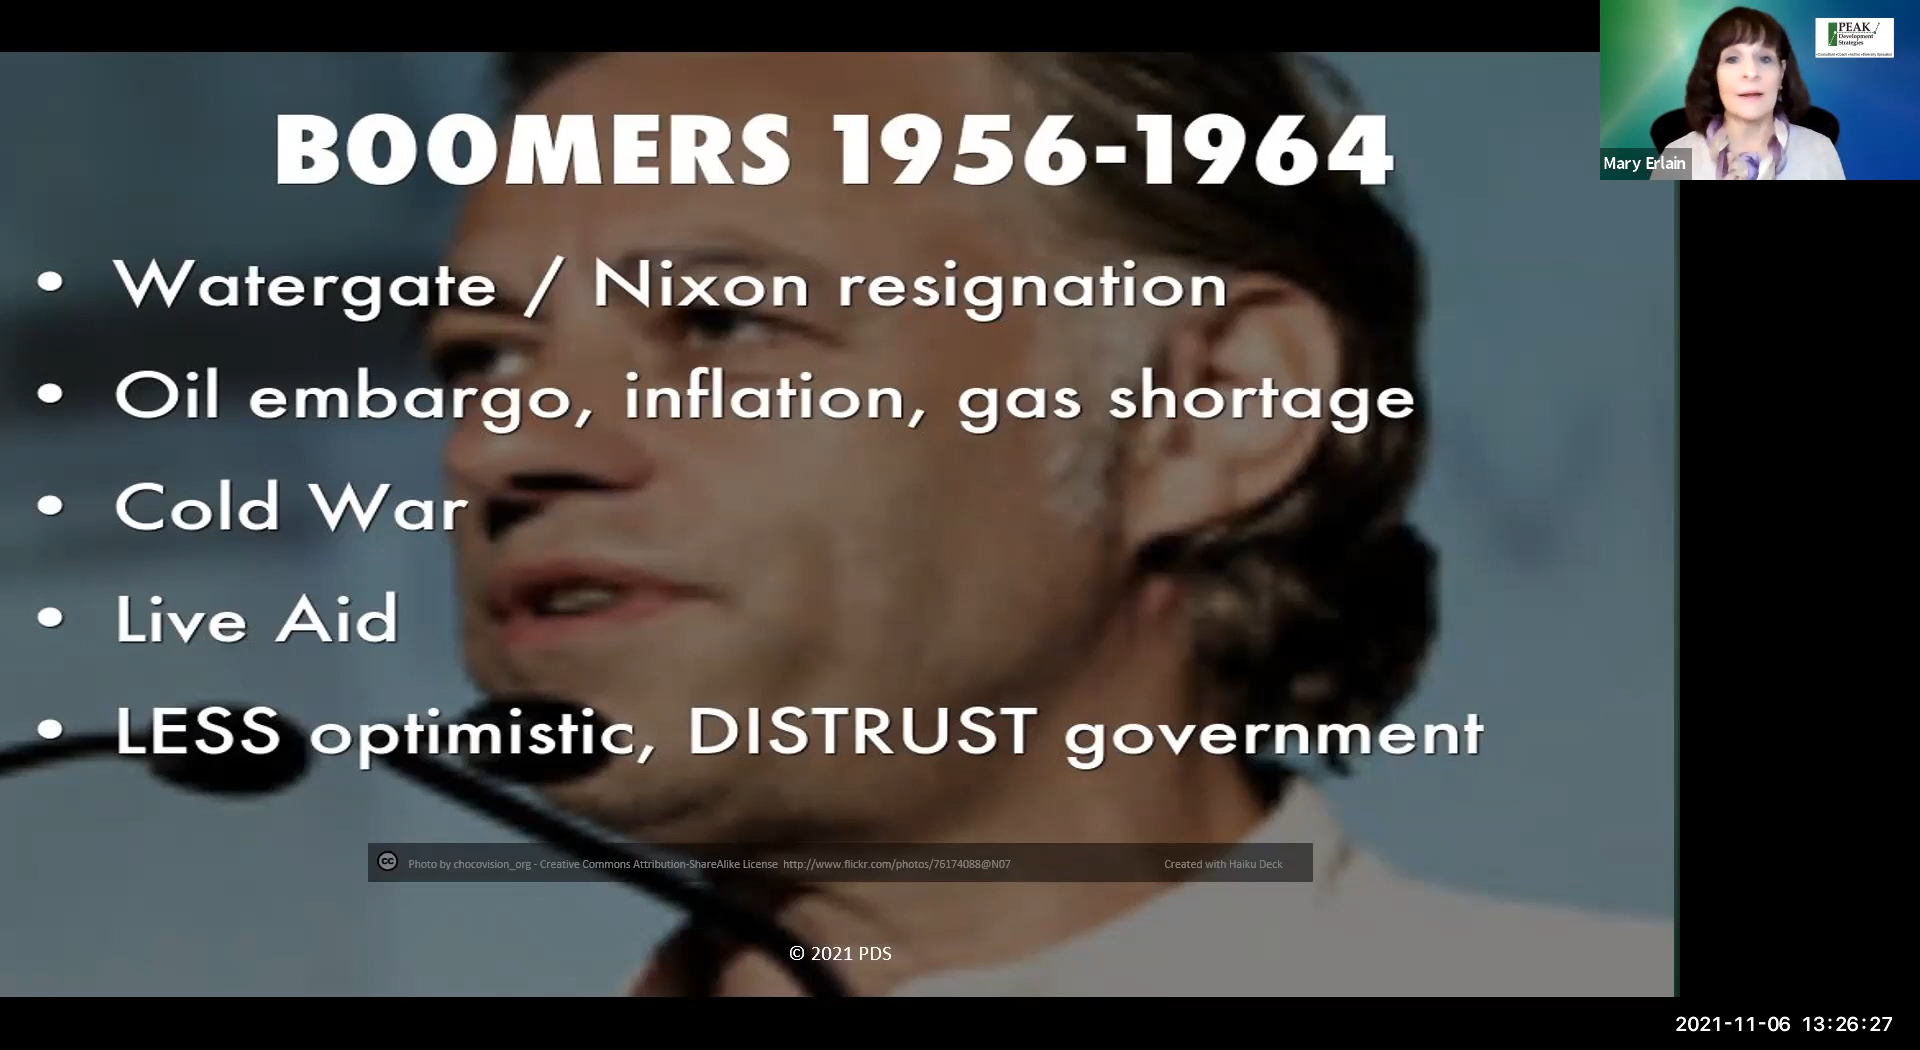 BOOMERS 1956-1964
• Watergate / Nixon resignation
• Oil embargo, inflation, gas shortage
• Cold War
• Live Aid
• LESS optimistic, DISTRUST government
cc Photo by chocovision_org - Creative Commons Attribution-ShareAlike License http://www.flickr.com/photos/76174088@N07 Created with Haiku Deck
© 2021 PDS
PEAK
Development
Strategies
Mary Erlain
2021-11-06 13:26:27